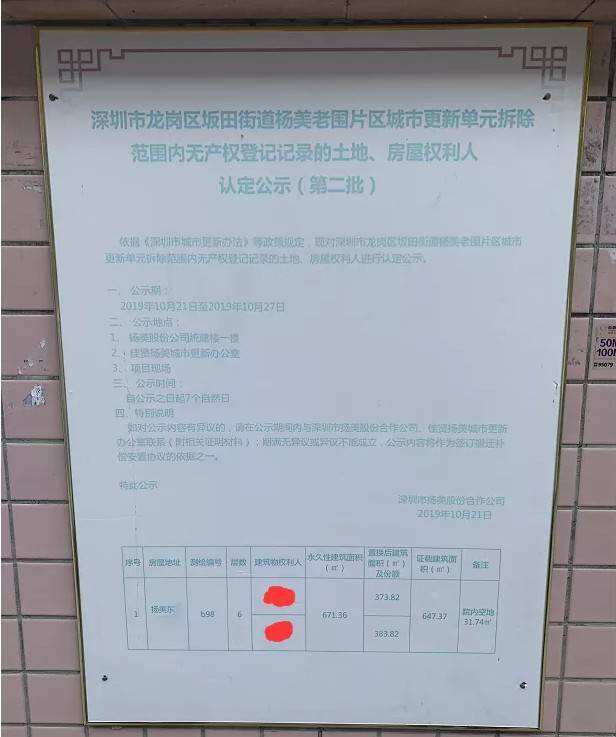 深圳市龙岗区坂田街道杨美老围片区城市更新单元拆除
范围内无产权登记记录的土地、房屋权利人
认定公示（第二批）
依据《深圳市城市更新办法》等政策规定，现对深圳市龙岗区坂田街道杨美老围片区城市
更新单元拆除范围内无产权登记记录的土地、房屋权利人进行认定公示。
一、公示期：
2019年10月21日至2019年10月27日
二、公示地点：
1、杨美股份公司统建楼一楼
2、佳贤杨美城市更新办公室
3、项目现场
三、公示时间：
自公示之日起7个自然日
四、特别说明
如对公示内容有异议的，请在公示期间内与深圳市杨美股份合作公司、佳贤杨美城市更新
办公室联系（附相关证明材料）；期满无异议或异议不成立，公示内容将作为签订搬迁补
偿安置协议的依据之一。
特此公示
深圳市杨美股份合作公司
2019年10月21日
序号 房屋地址 测绘编号 层数 建筑物权利人 永久性建筑面积（㎡） 置换后建筑面积（㎡）及份额 证载建筑面积（㎡） 备注
1 杨美东 b98 6 671.36 373.82 383.82 647.37 院内空地31.74㎡
50M
100M